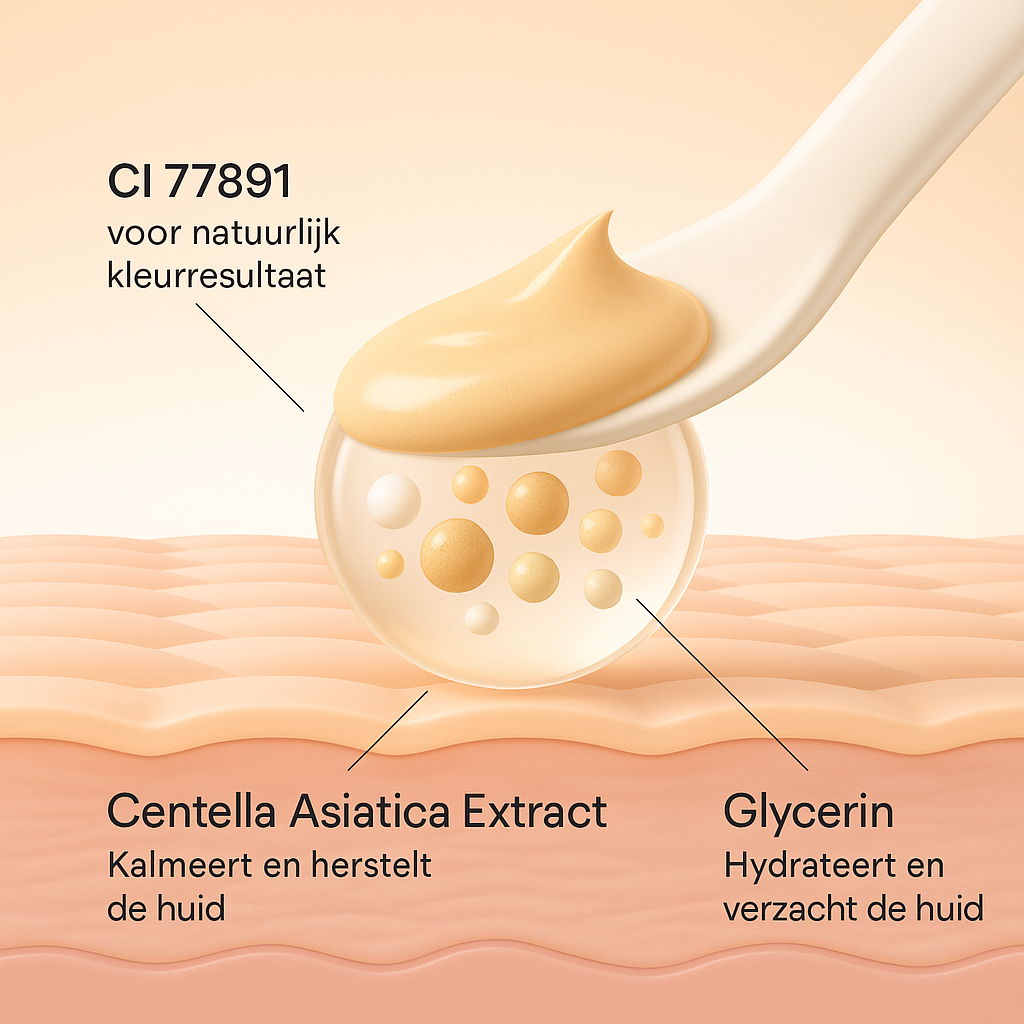 CI 77891
voor natuurlijk
kleurresultaat
Centella Asiatica Extract
Kalmeert en herstelt
de huid
Glycerin
Hydrateert en
verzacht de huid